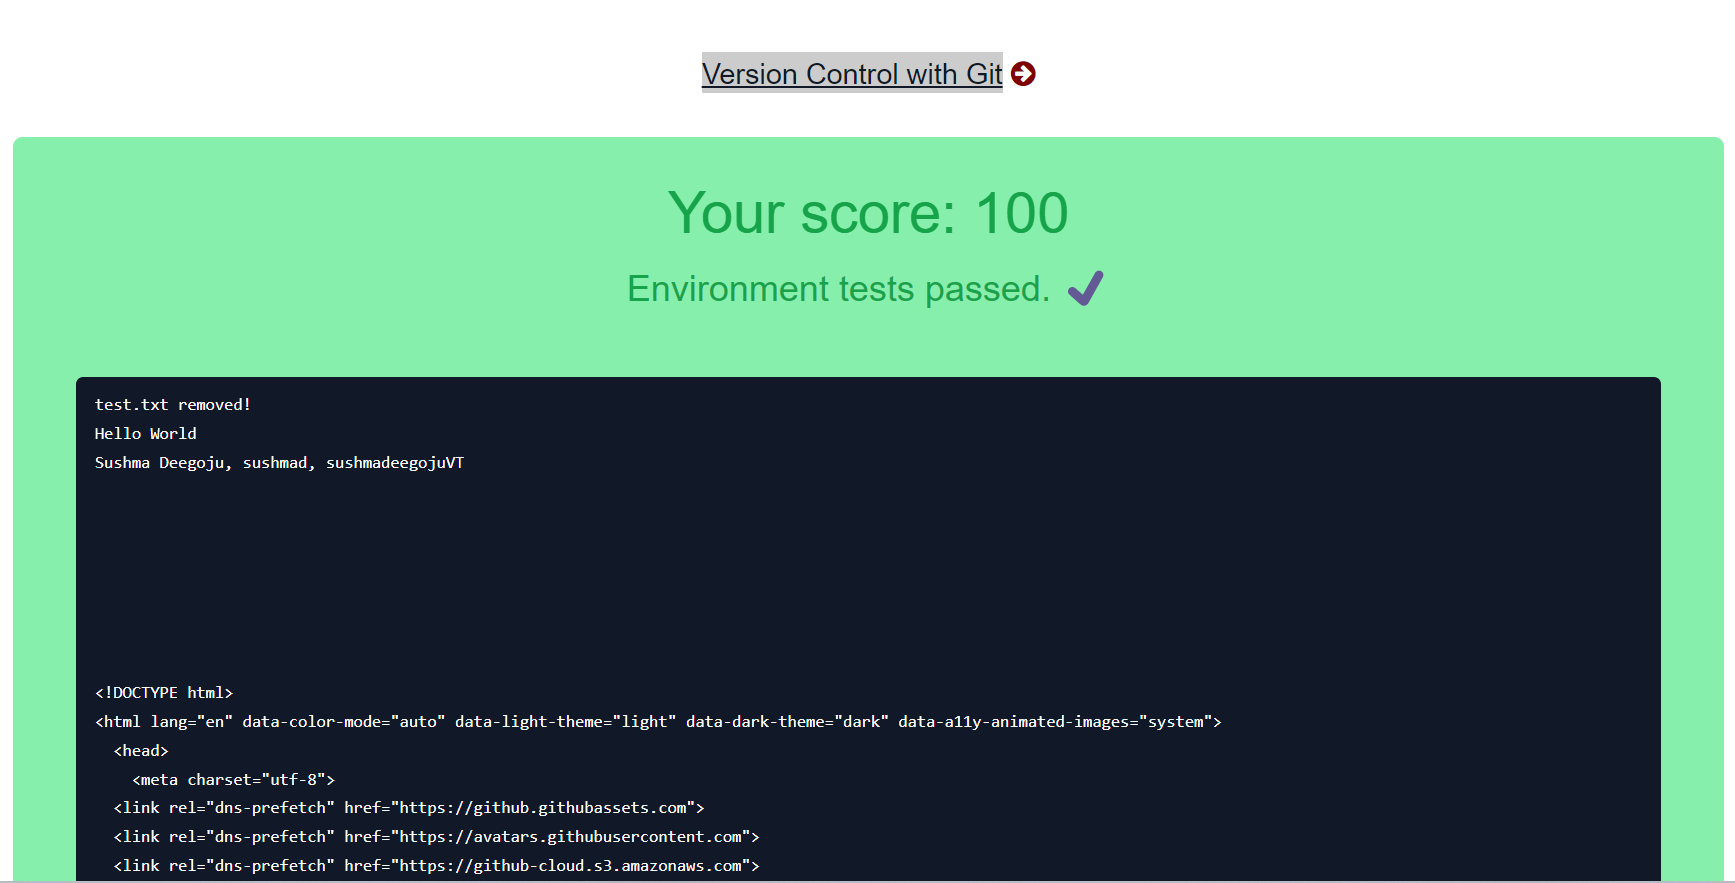 Version Control with Git
Your score: 100
Environment tests passed.
test.txt removed!
Hello World
Sushma Deegoju, sushmad, sushmadeegojuVT
<!DOCTYPE html>
<html lang="en" data-color-mode="auto" data-light-theme="light" data-dark-theme="dark" data-a11y-animated-images="system">
<head>
<meta charset="utf-8">
<link rel="dns-prefetch" href="https://github.githubassets.com">
<link rel="dns-prefetch" href="https://avatars.githubusercontent.com">
<link rel="dns-prefetch" href="https://github-cloud.s3.amazonaws.com">